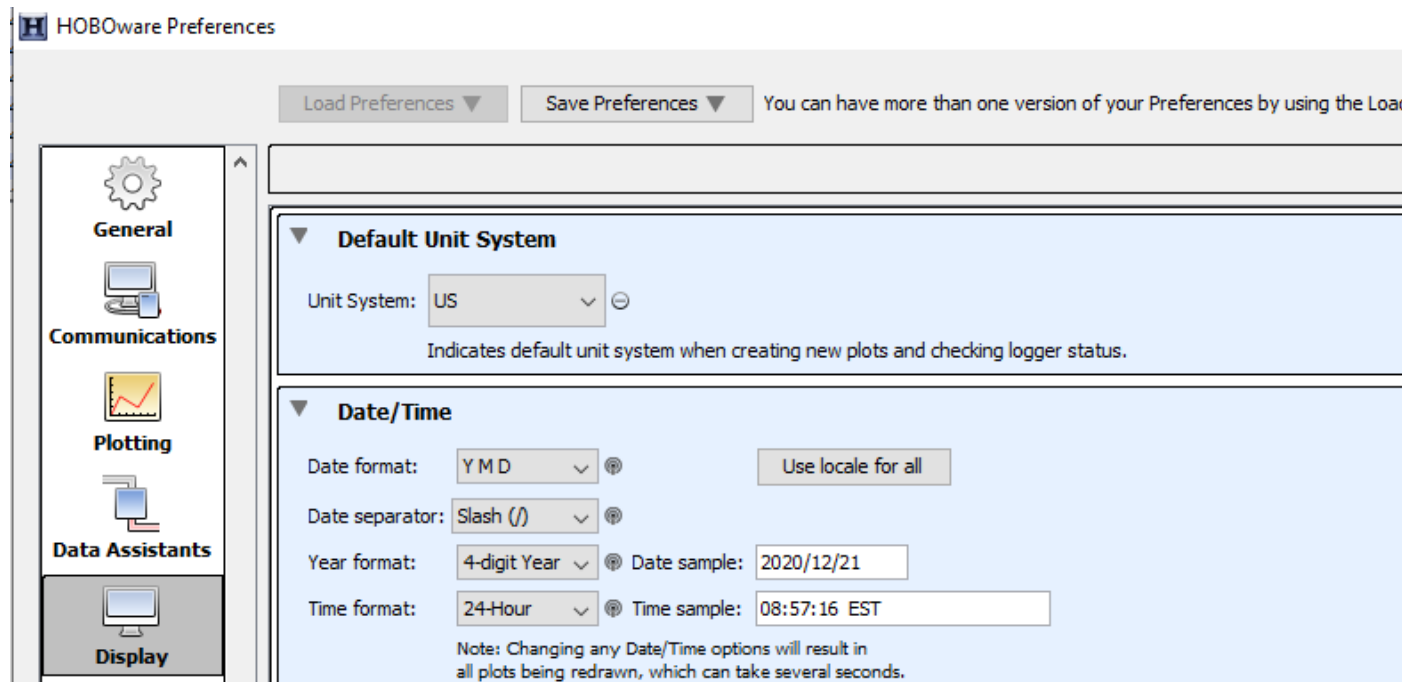 HOBOware Preferences
Load Preferences ▼ Save Preferences ▼ You can have more than one version of your Preferences by using the
General
Communications
Plotting
Data Assistants
Display
Default Unit System
Unit System: US
Indicates default unit system when creating new plots and checking logger status.
Date/Time
Date format: Y M D Use locale for all
Date separator: Slash (/)
Year format: 4-digit Year Date sample: 2020/12/21
Time format: 24-Hour Time sample: 08:57:16 EST
Note: Changing any Date/Time options will result in
all plots being redrawn, which can take several seconds.